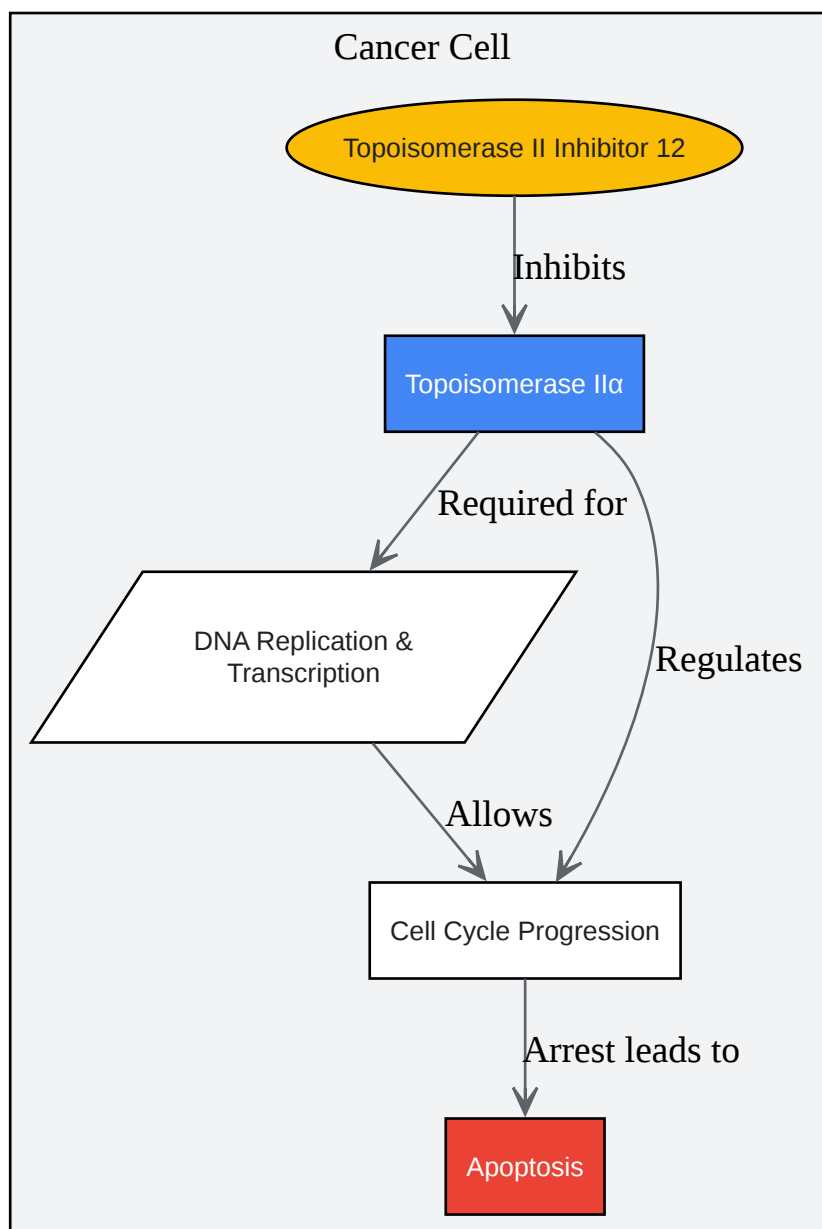 Cancer Cell
Topoisomerase II Inhibitor 12
Inhibits
Topoisomerase IIα
Required for
DNA Replication &
Transcription
Regulates
Allows
Cell Cycle Progression
Arrest leads to
Apoptosis